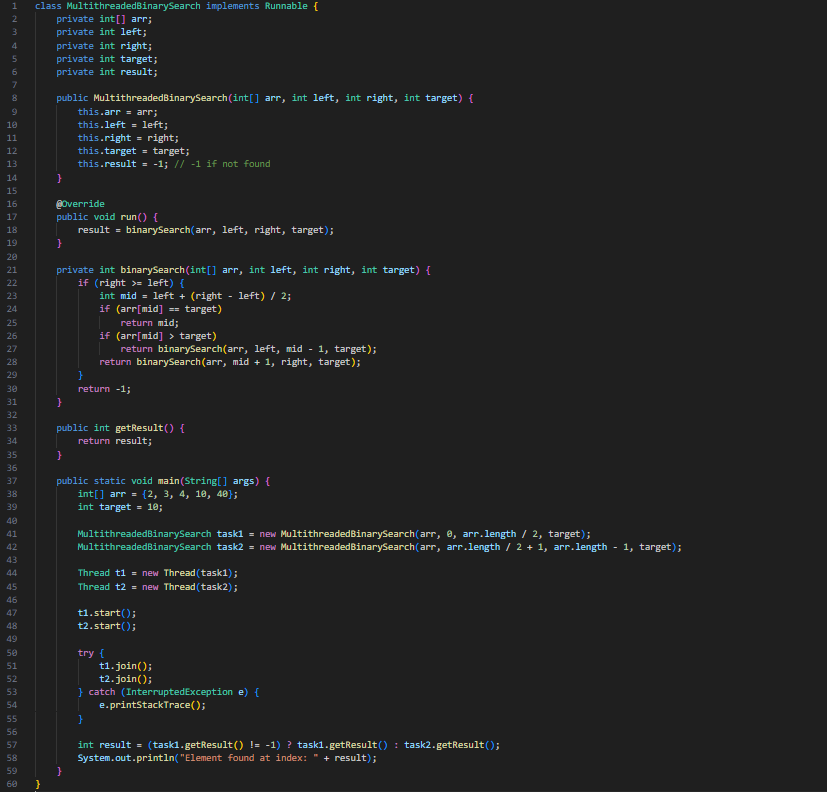 1 class MultithreadedBinarySearch implements Runnable {
2     private int[] arr;
3     private int left;
4     private int right;
5     private int target;
6     private int result;
7
8     public MultithreadedBinarySearch(int[] arr, int left, int right, int target) {
9         this.arr = arr;
10         this.left = left;
11         this.right = right;
12         this.target = target;
13         this.result = -1; // -1 if not found
14     }
15
16     @Override
17     public void run() {
18         result = binarySearch(arr, left, right, target);
19     }
20
21     private int binarySearch(int[] arr, int left, int right, int target) {
22         if (right >= left) {
23             int mid = left + (right - left) / 2;
24             if (arr[mid] == target)
25                 return mid;
26             if (arr[mid] > target)
27                 return binarySearch(arr, left, mid - 1, target);
28             return binarySearch(arr, mid + 1, right, target);
29         }
30         return -1;
31     }
32
33     public int getResult() {
34         return result;
35     }
36
37     public static void main(String[] args) {
38         int[] arr = {2, 3, 4, 10, 40};
39         int target = 10;
40
41         MultithreadedBinarySearch task1 = new MultithreadedBinarySearch(arr, 0, arr.length / 2, target);
42         MultithreadedBinarySearch task2 = new MultithreadedBinarySearch(arr, arr.length / 2 + 1, arr.length - 1, target);
43
44         Thread t1 = new Thread(task1);
45         Thread t2 = new Thread(task2);
46
47         t1.start();
48         t2.start();
49
50         try {
51             t1.join();
52             t2.join();
53         } catch (InterruptedException e) {
54             e.printStackTrace();
55         }
56
57         int result = (task1.getResult() != -1) ? task1.getResult() : task2.getResult();
58         System.out.println("Element found at index: " + result);
59     }
60 }